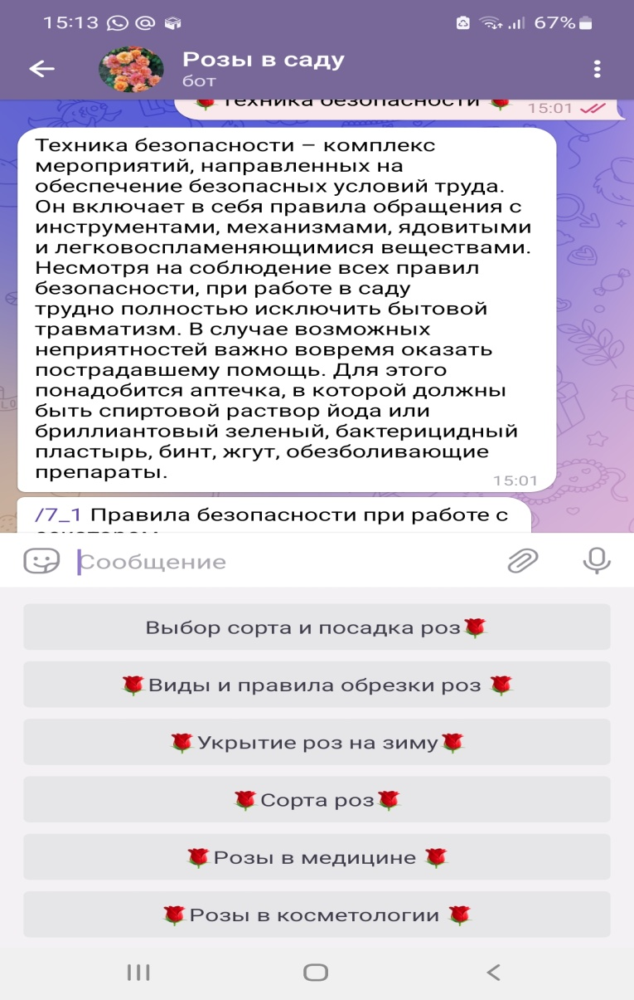 15:13 67%
Розы в саду
бот
🌹 Техника безопасности 🌹 15:01
Техника безопасности – комплекс
мероприятий, направленных на
обеспечение безопасных условий труда.
Он включает в себя правила обращения с
инструментами, механизмами, ядовитыми
и легковоспламеняющимися веществами.
Несмотря на соблюдение всех правил
безопасности, при работе в саду
трудно полностью исключить бытовой
травматизм. В случае возможных
неприятностей важно вовремя оказать
пострадавшему помощь. Для этого
понадобится аптечка, в которой должны
быть спиртовой раствор йода или
бриллиантовый зеленый, бактерицидный
пластырь, бинт, жгут, обезболивающие
препараты.
15:01
/7_1 Правила безопасности при работе с
Сообщение
Выбор сорта и посадка роз🌹
🌹Виды и правила обрезки роз 🌹
🌹Укрытие роз на зиму🌹
🌹Сорта роз🌹
🌹Розы в медицине 🌹
🌹Розы в косметологии 🌹